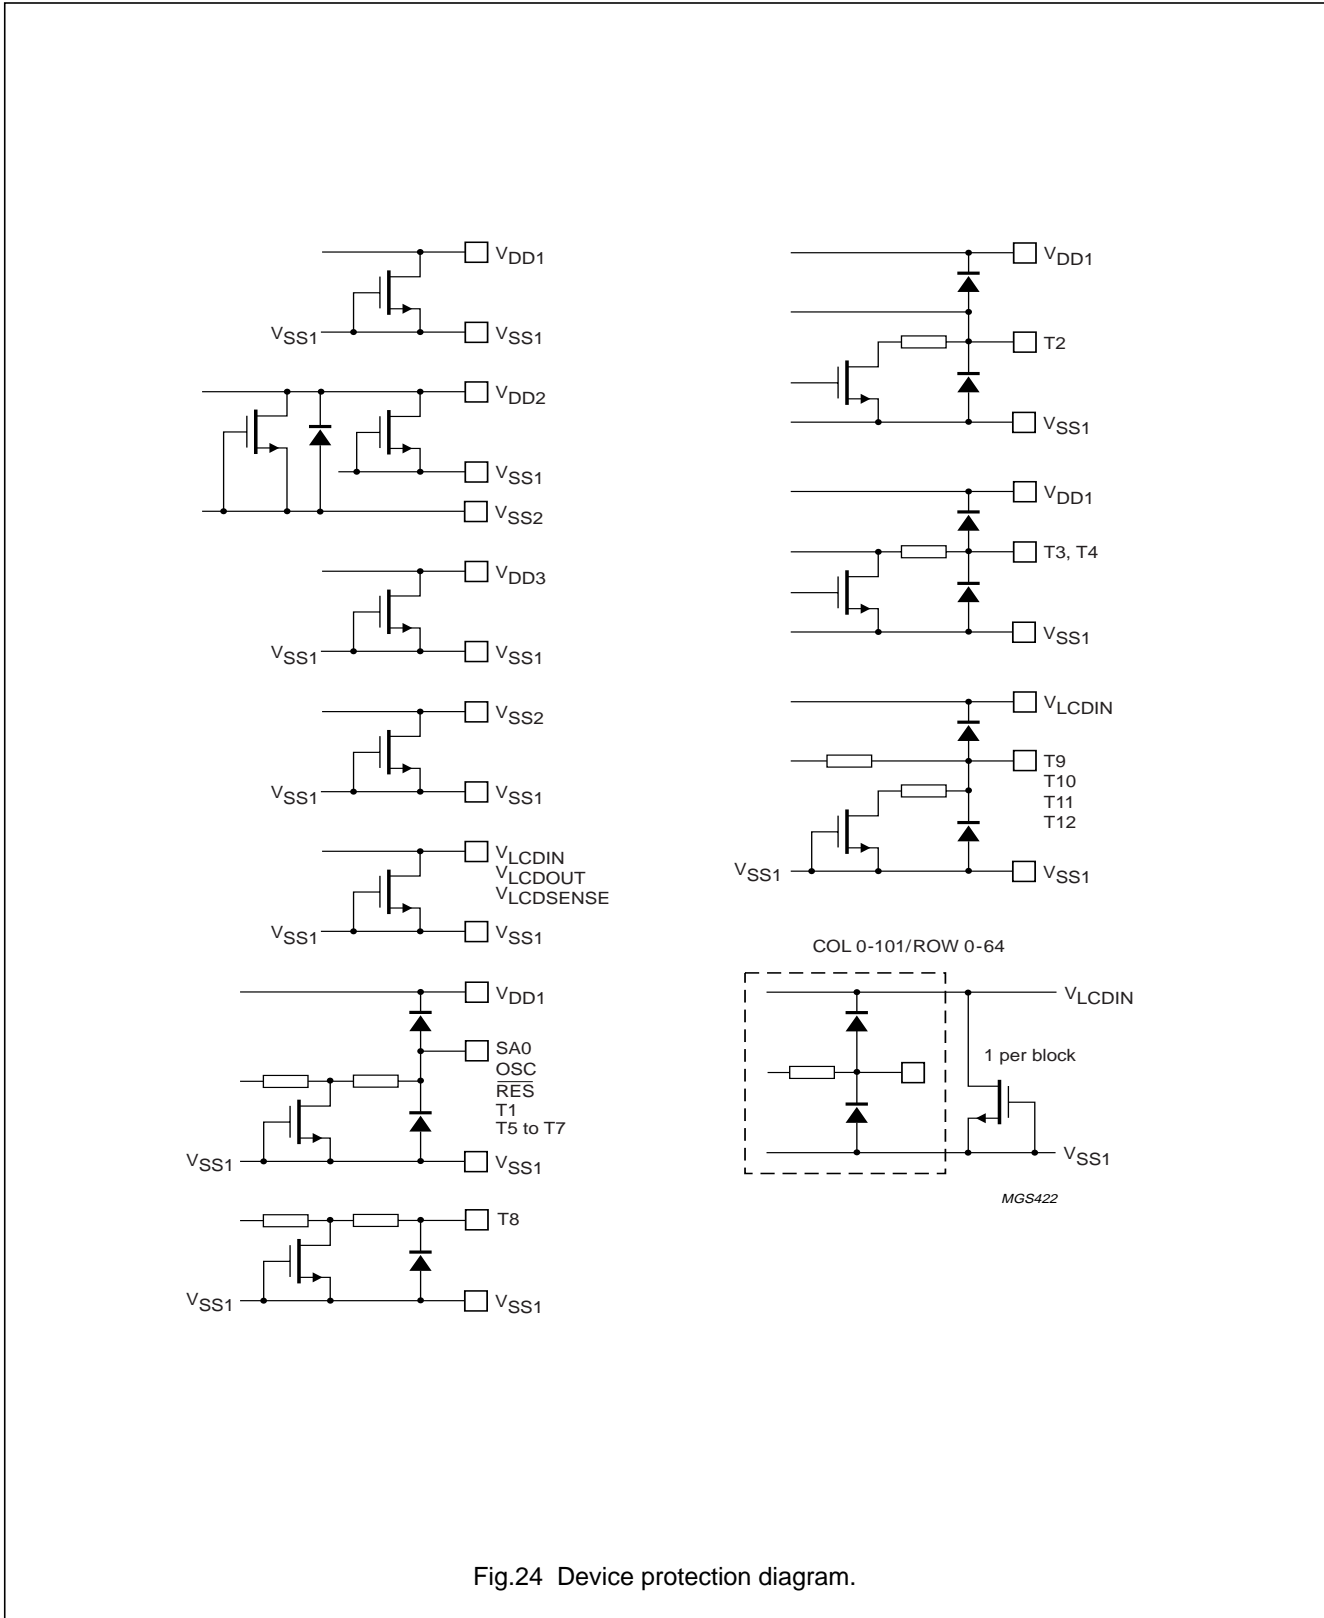 VDD1
VSS1 VSS1
VDD2
VSS1
VSS2
VDD3
VSS1 VSS1
VSS2
VSS1 VSS1
VLCDIN
VLCDOUT
VLCDSENSE
VSS1 VSS1
VDD1
SA0
OSC
RES
T1
T5 to T7
VSS1 VSS1
T8
VSS1 VSS1
VDD1
T2
VSS1
VDD1
T3, T4
VSS1
VLCDIN
T9
T10
T11
T12
VSS1 VSS1
COL 0-101/ROW 0-64
VLCDIN
1 per block
VSS1
MGS422
Fig.24 Device protection diagram.